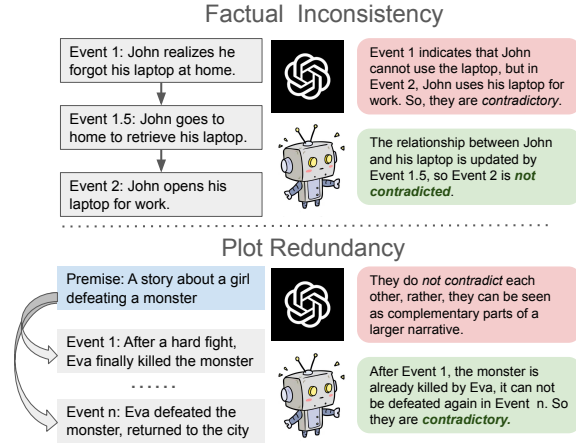 Factual Inconsistency
Event 1: John realizes he
forgot his laptop at home.
Event 1 indicates that John
cannot use the laptop, but in
Event 2, John uses his laptop for
work. So, they are contradictory.
Event 1.5: John goes to
home to retrieve his laptop.
The relationship between John
and his laptop is updated by
Event 1.5, so Event 2 is not
contradicted.
Event 2: John opens his
laptop for work.
Plot Redundancy
Premise: A story about a girl
defeating a monster
They do not contradict each
other, rather, they can be seen
as complementary parts of a
larger narrative.
Event 1: After a hard fight,
Eva finally killed the monster
......
Event n: Eva defeated the
monster, returned to the city
After Event 1, the monster is
already killed by Eva, it can not
be defeated again in Event n. So
they are contradictory.